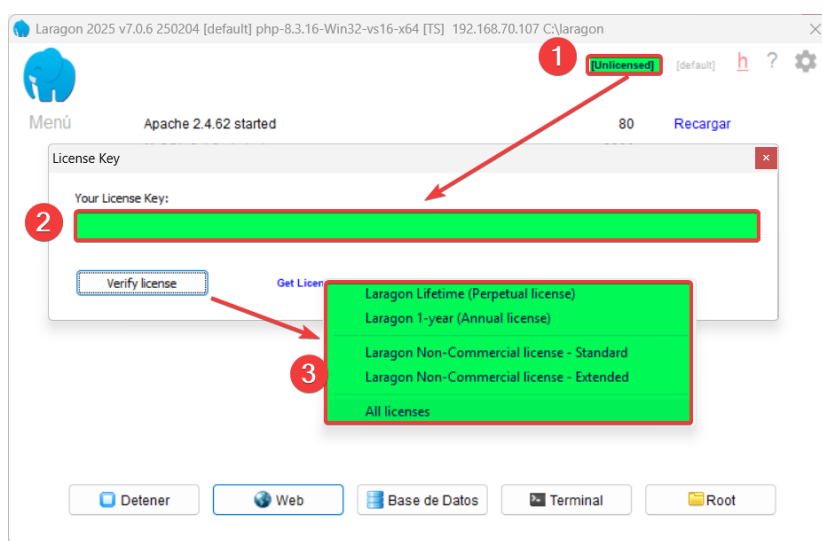 Laragon 2025 v7.0.6 250204 [default] php-8.3.16-Win32-vs16-x64 [TS] 192.168.70.107 C:\laragon
1
[Unlicensed] [default] h ?
Menú Apache 2.4.62 started 80 Recargar
License Key
Your License Key:
2
Verify license Get Licen
Laragon Lifetime (Perpetual license)
Laragon 1-year (Annual license)
Laragon Non-Commercial license - Standard
3
Laragon Non-Commercial license - Extended
All licenses
Detener Web Base de Datos Terminal Root